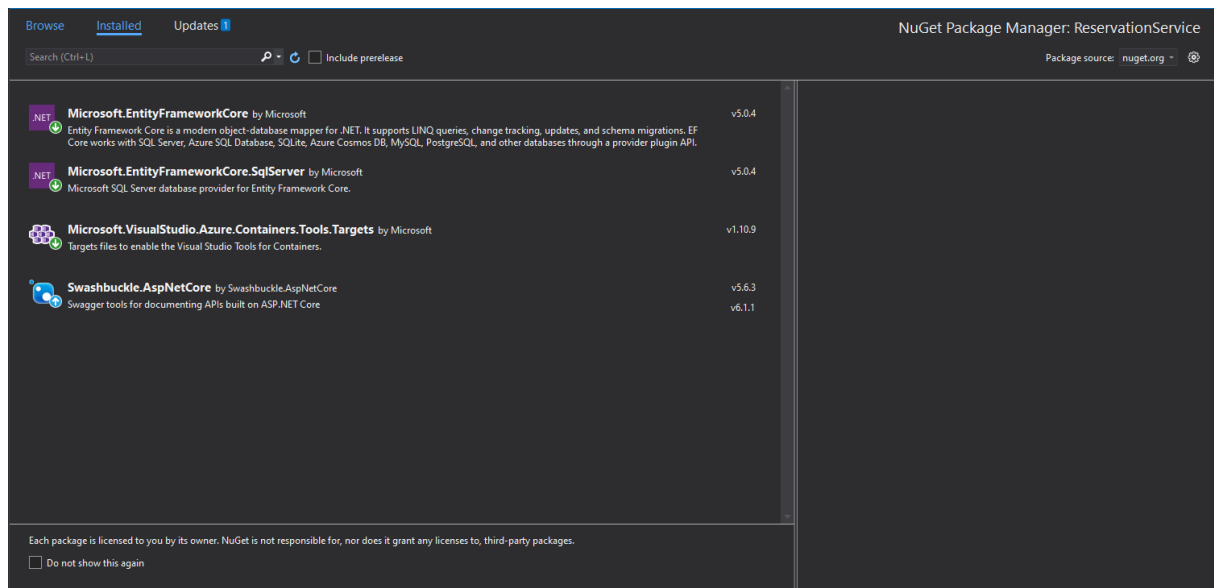 Browse Installed Updates 1
NuGet Package Manager: ReservationService
Search (Ctrl+L) Include prerelease
Package source: nuget.org
.NET
Microsoft.EntityFrameworkCore by Microsoft v5.0.4
Entity Framework Core is a modern object-database mapper for .NET. It supports LINQ queries, change tracking, updates, and schema migrations. EF
Core works with SQL Server, Azure SQL Database, SQLite, Azure Cosmos DB, MySQL, PostgreSQL, and other databases through a provider plugin API.
.NET
Microsoft.EntityFrameworkCore.SqlServer by Microsoft v5.0.4
Microsoft SQL Server database provider for Entity Framework Core.
Microsoft.VisualStudio.Azure.Containers.Tools.Targets by Microsoft v1.10.9
Targets files to enable the Visual Studio Tools for Containers.
Swashbuckle.AspNetCore by Swashbuckle.AspNetCore v5.6.3
Swagger tools for documenting APIs built on ASP.NET Core v6.1.1
Each package is licensed to you by its owner. NuGet is not responsible for, nor does it grant any licenses to, third-party packages.
Do not show this again